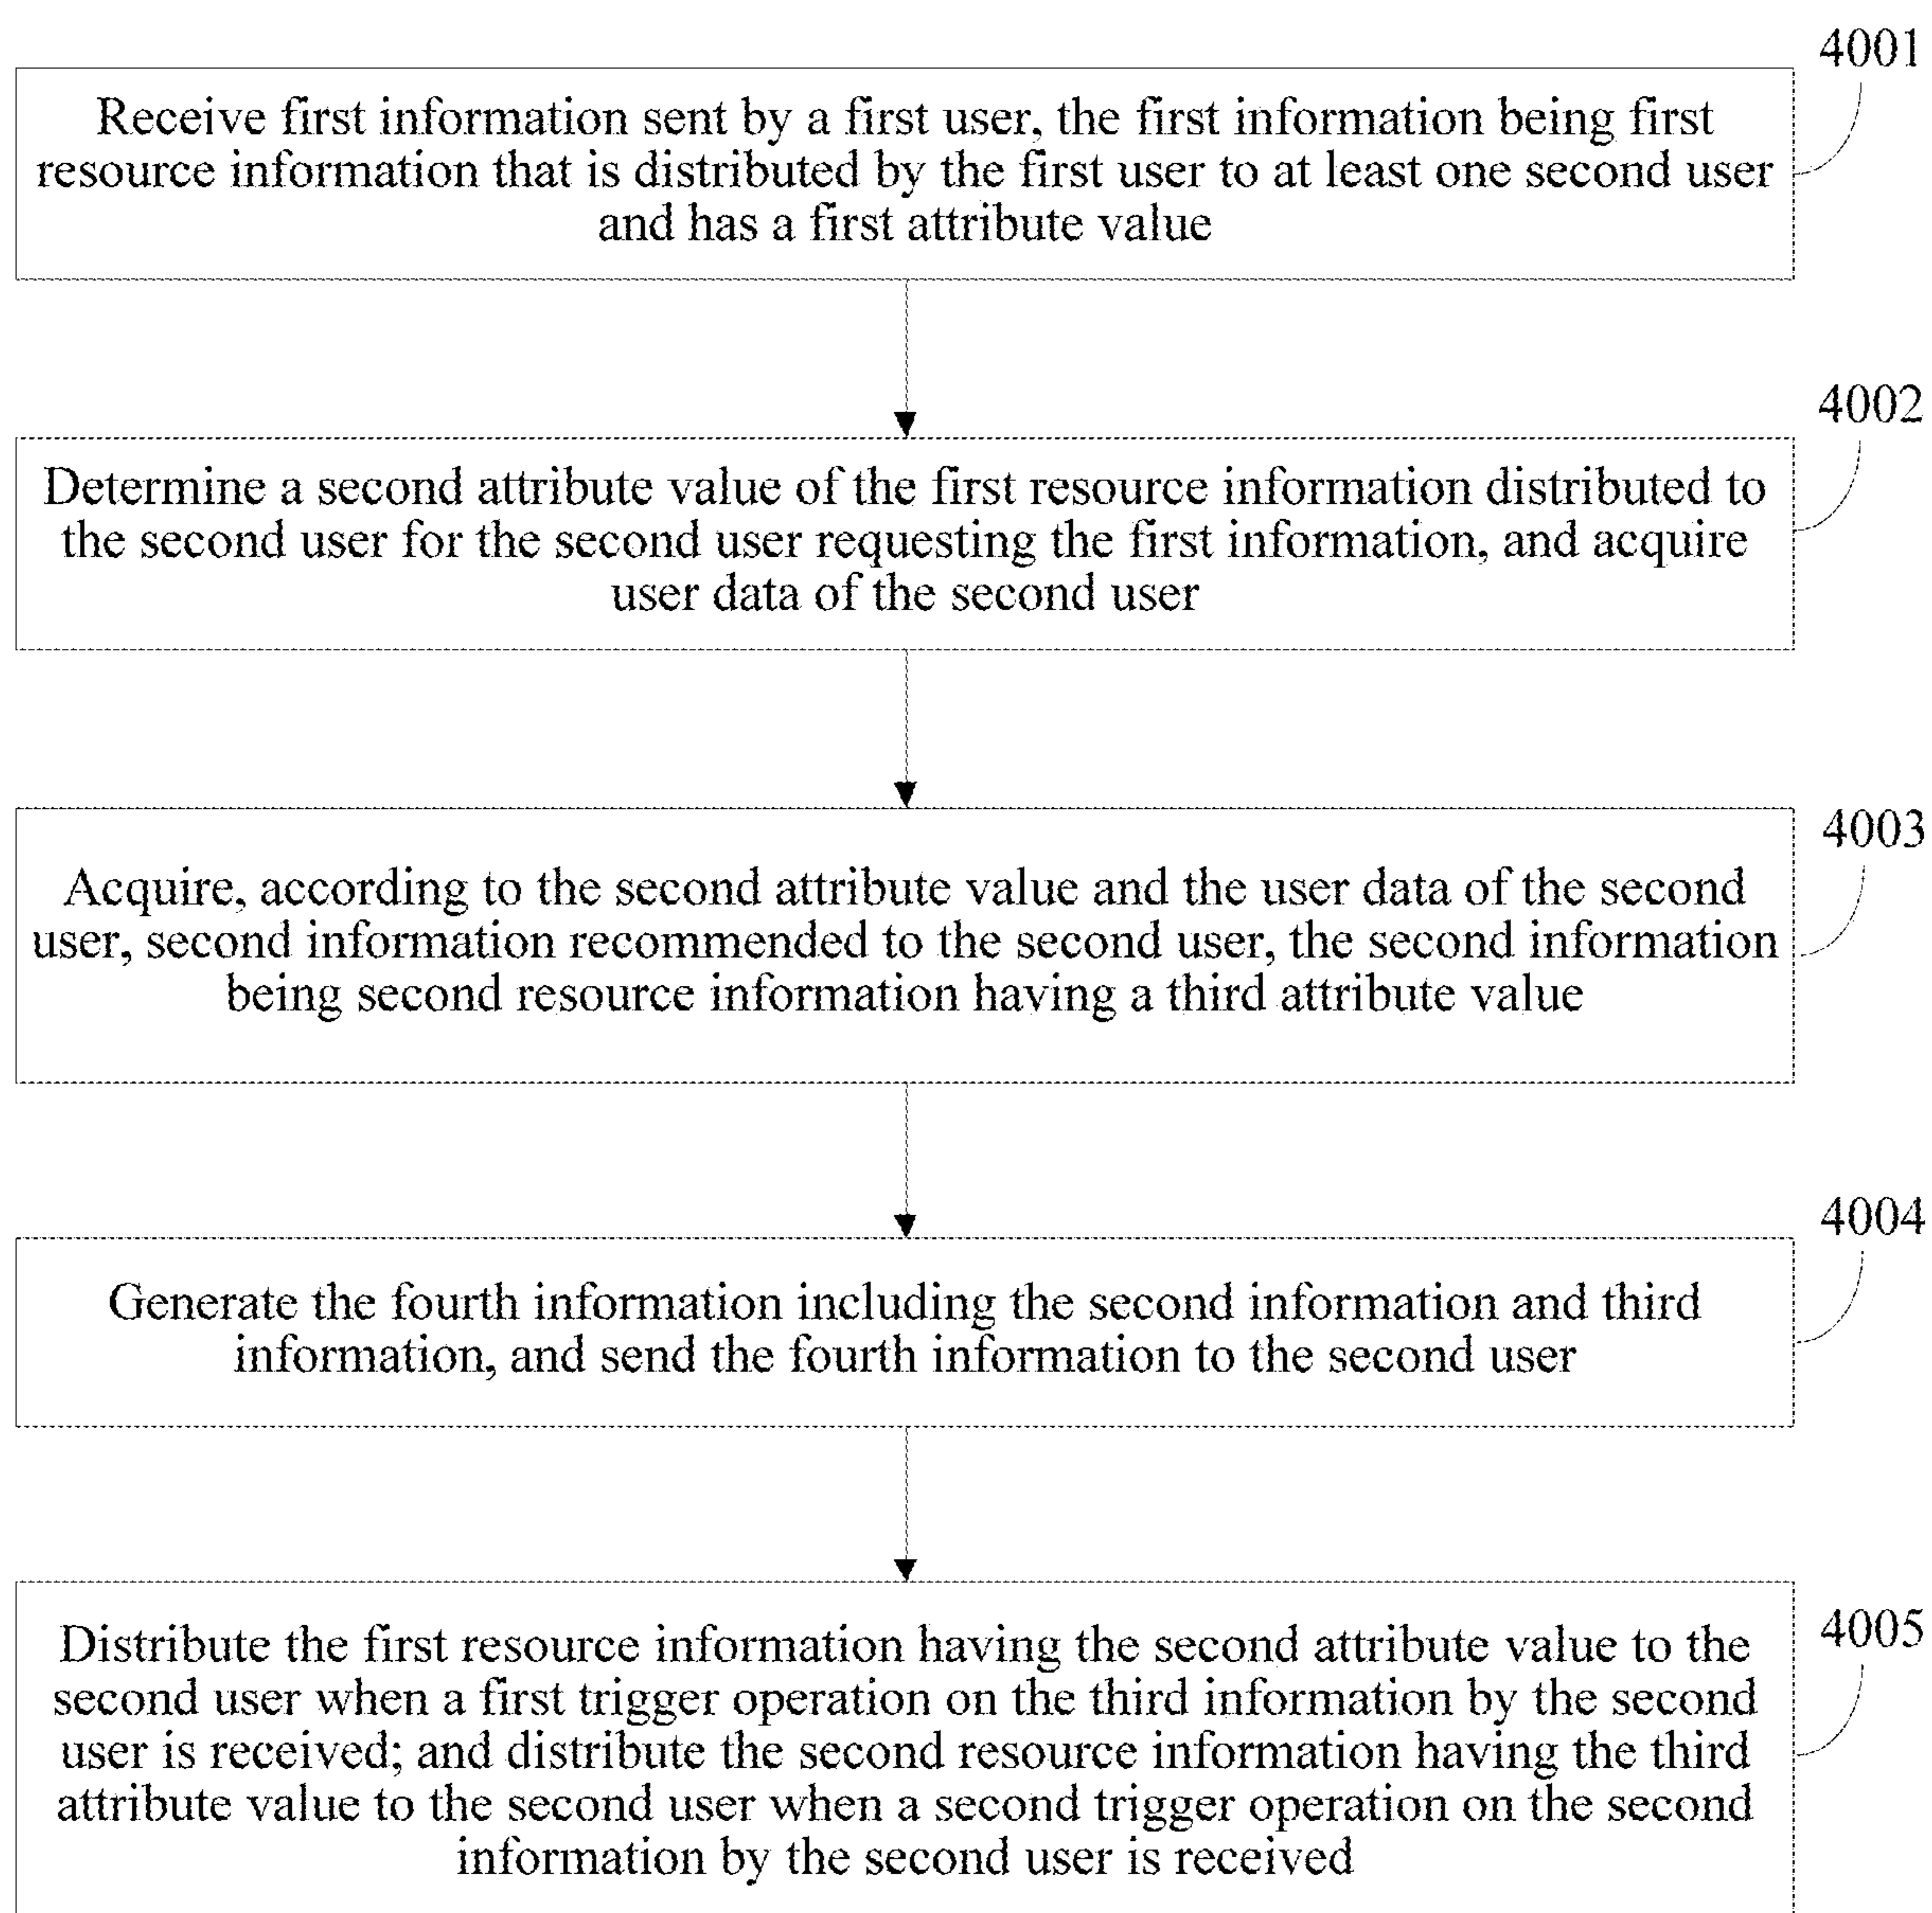 4001
Receive first information sent by a first user, the first information being first
resource information that is distributed by the first user to at least one second user
and has a first attribute value
4002
Determine a second attribute value of the first resource information distributed to
the second user for the second user requesting the first information, and acquire
user data of the second user
4003
Acquire, according to the second attribute value and the user data of the second
user, second information recommended to the second user, the second information
being second resource information having a third attribute value
4004
Generate the fourth information including the second information and third
information, and send the fourth information to the second user
4005
Distribute the first resource information having the second attribute value to the
second user when a first trigger operation on the third information by the second
user is received; and distribute the second resource information having the third
attribute value to the second user when a second trigger operation on the second
information by the second user is received